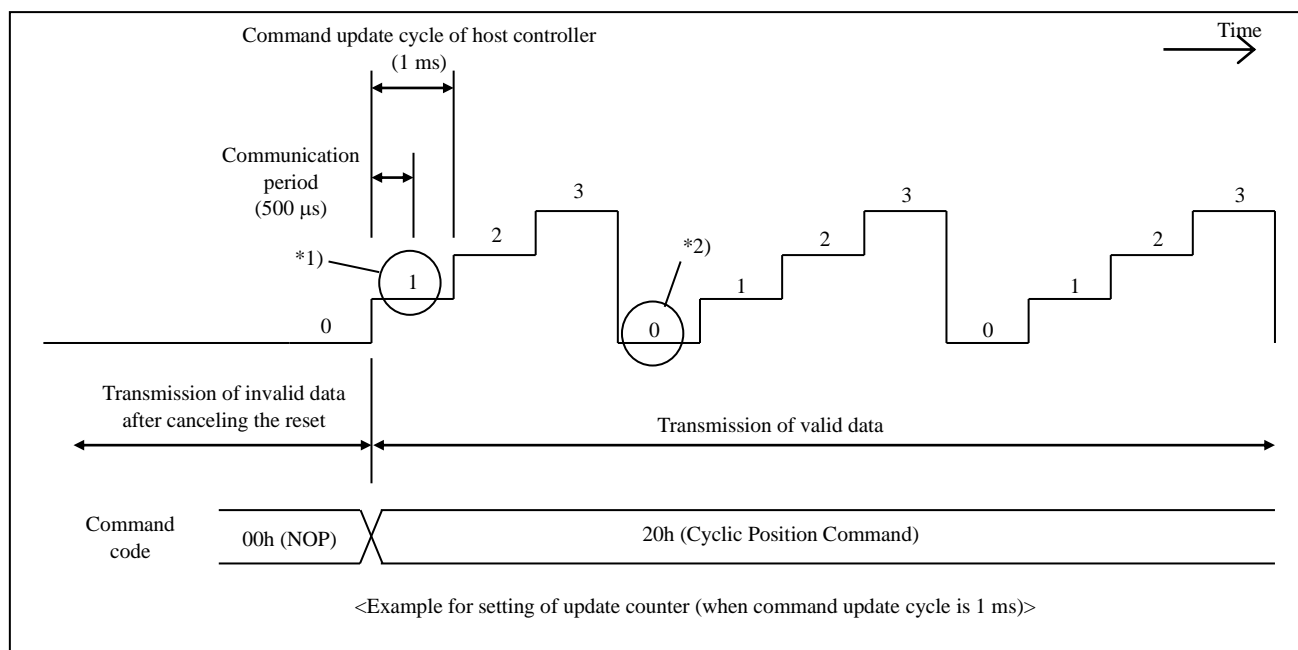 Command update cycle of host controller
(1 ms)
Time
Communication
period
(500 μs)
*1)
1
2
3
*2)
0
0
1
2
3
0
1
2
3
Transmission of invalid data
after canceling the reset
Transmission of valid data
Command
code
00h (NOP)
20h (Cyclic Position Command)
<Example for setting of update counter (when command update cycle is 1 ms)>